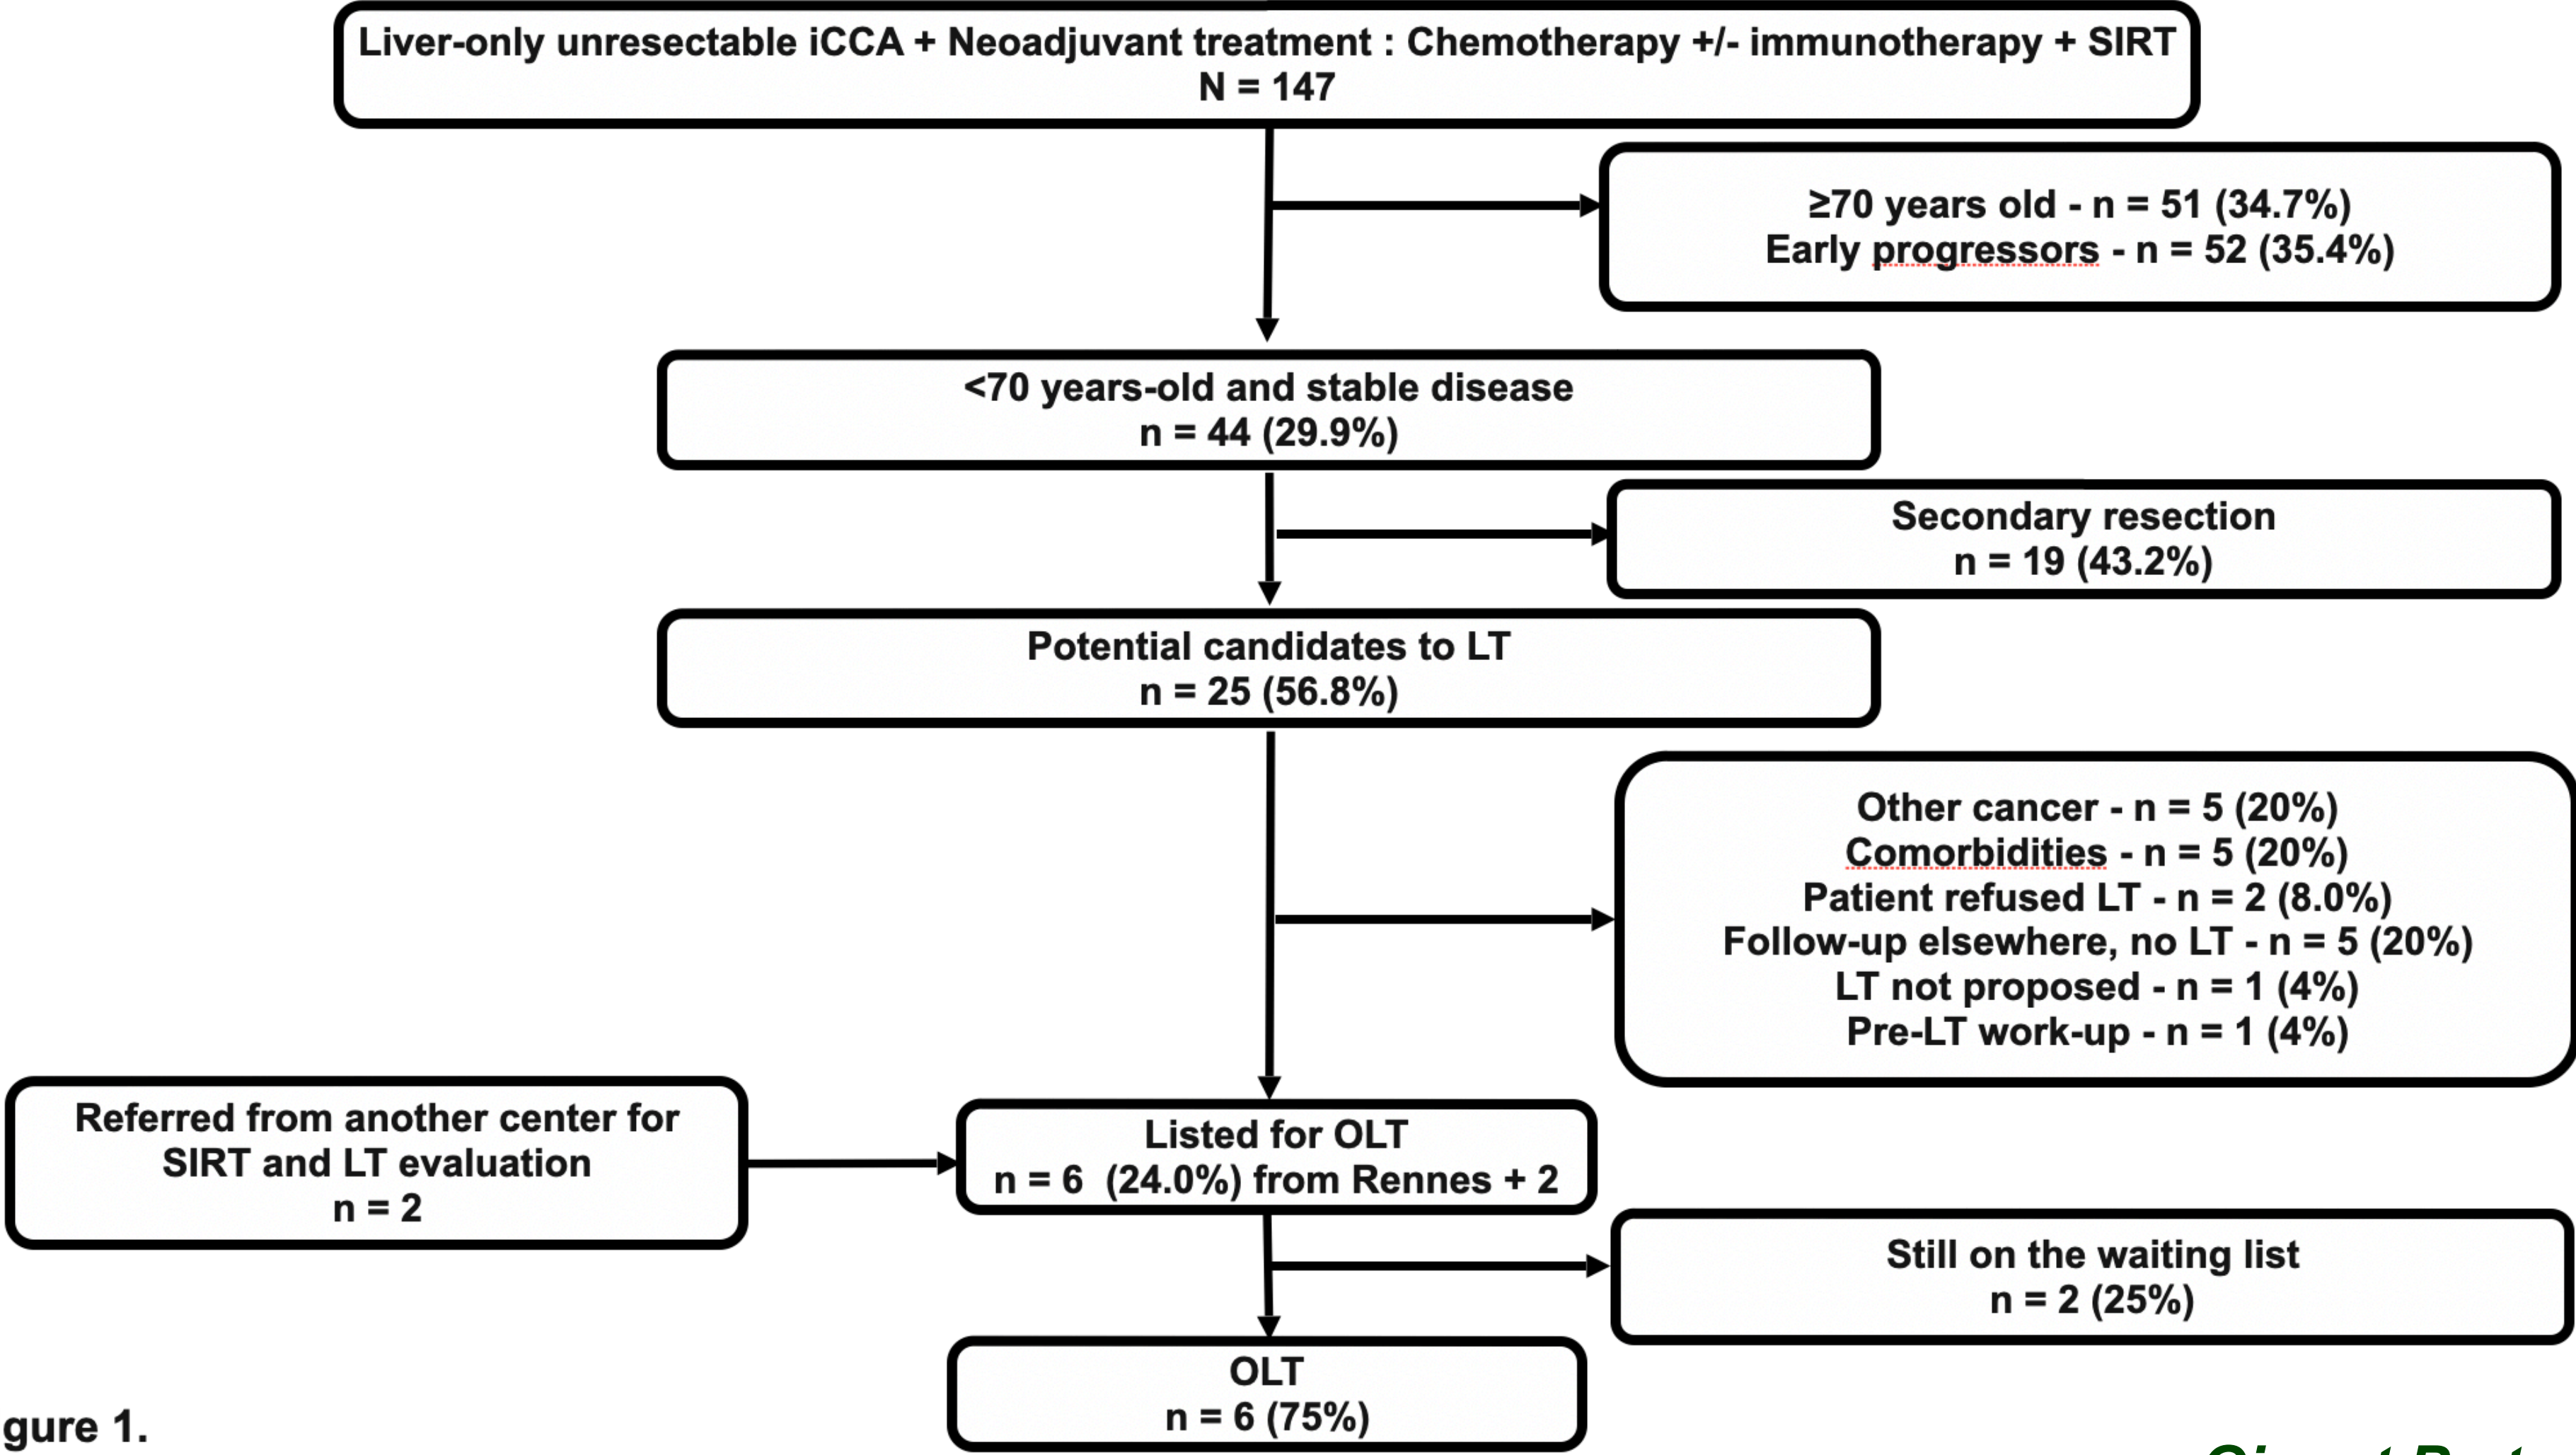 Liver-only unresectable iCCA + Neoadjuvant treatment : Chemotherapy +/- immunotherapy + SIRT
N = 147
≥70 years old - n = 51 (34.7%)
Early progressors - n = 52 (35.4%)
<70 years-old and stable disease
n = 44 (29.9%)
Secondary resection
n = 19 (43.2%)
Potential candidates to LT
n = 25 (56.8%)
Other cancer - n = 5 (20%)
Comorbidities - n = 5 (20%)
Patient refused LT - n = 2 (8.0%)
Follow-up elsewhere, no LT - n = 5 (20%)
LT not proposed - n = 1 (4%)
Pre-LT work-up - n = 1 (4%)
Referred from another center for
SIRT and LT evaluation
n = 2
Listed for OLT
n = 6 (24.0%) from Rennes + 2
Still on the waiting list
n = 2 (25%)
OLT
n = 6 (75%)
gure 1.